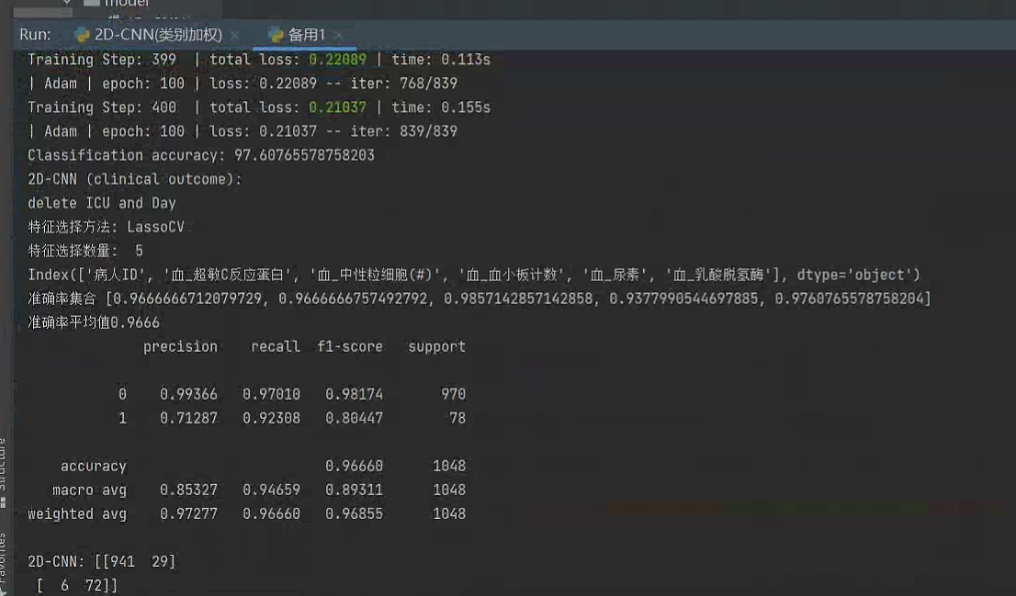 model
Run: 2D-CNN(类别加权) × 备用1 ×
Training Step: 399 | total loss: 0.22089 | time: 0.113s
| Adam | epoch: 100 | loss: 0.22089 -- iter: 768/839
Training Step: 400 | total loss: 0.21037 | time: 0.155s
| Adam | epoch: 100 | loss: 0.21037 -- iter: 839/839
Classification accuracy: 97.60765578758203
2D-CNN (clinical outcome):
delete ICU and Day
特征选择方法: LassoCV
特征选择数量: 5
Index(['病人ID', '血_超敏C反应蛋白', '血_中性粒细胞(#)', '血_血小板计数', '血_尿素', '血_乳酸脱氢酶'], dtype='object')
准确率集合 [0.9666666712079729, 0.9666666757492792, 0.9857142857142858, 0.9377990544697885, 0.9760765578758204]
准确率平均值0.9666
precision recall f1-score support
0 0.99366 0.97010 0.98174 970
1 0.71287 0.92308 0.80447 78
accuracy 0.96660 1048
macro avg 0.85327 0.94659 0.89311 1048
weighted avg 0.97277 0.96660 0.96855 1048
2D-CNN: [[941 29]
[ 6 72]]
Structure
Favorites